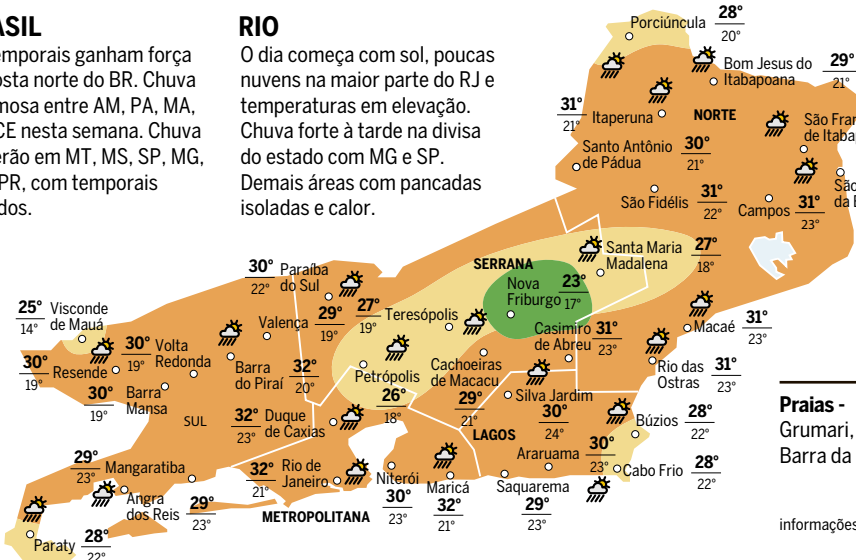 ASIL
emporais ganham força
osta norte do BR. Chuva
mosa entre AM, PA, MA,
CE nesta semana. Chuva
erão em MT, MS, SP, MG,
PR, com temporais
dos.
RIO
O dia começa com sol, poucas
nuvens na maior parte do RJ e
temperaturas em elevação.
Chuva forte à tarde na divisa
do estado com MG e SP.
Demais áreas com pancadas
isoladas e calor.
Porciúncula 28° 20°
Bom Jesus do
Itabapoana 29° 21°
31° 21° Itaperuna
NORTE
São Fran
de Itabap
Santo Antônio
de Pádua 30° 21°
São Fidélis 31° 22°
Campos 31° 23°
São
da B
Santa Maria
Madalena 27° 18°
SERRANA
Nova
Friburgo 23° 17°
30° 22° Paraíba
do Sul
25° 14° Visconde
de Mauá
Valença 29° 19°
27° 19° Teresópolis
Casimiro
de Abreu 31° 23°
Macaé 31° 23°
30° 19° Resende
30° 19° Volta
Redonda
Barra
do Piraí 32° 20°
Petrópolis
26° 18°
Cachoeiras
de Macacu
29° 21°
Rio das
Ostras 31° 23°
30° 19° Barra
Mansa
SUL
32° 23° Duque
de Caxias
Silva Jardim
30° 24°
LAGOS
Búzios 28° 22°
Araruama 30° 23°
Cabo Frio 28° 22°
29° 23° Mangaratiba
32° 21° Rio de
Janeiro
Niterói
30° 23°
Maricá
32° 21°
Saquarema
29° 23°
Angra
dos Reis 29° 23°
METROPOLITANA
Paraty 28° 22°
Praias -
Grumari,
Barra da
informações